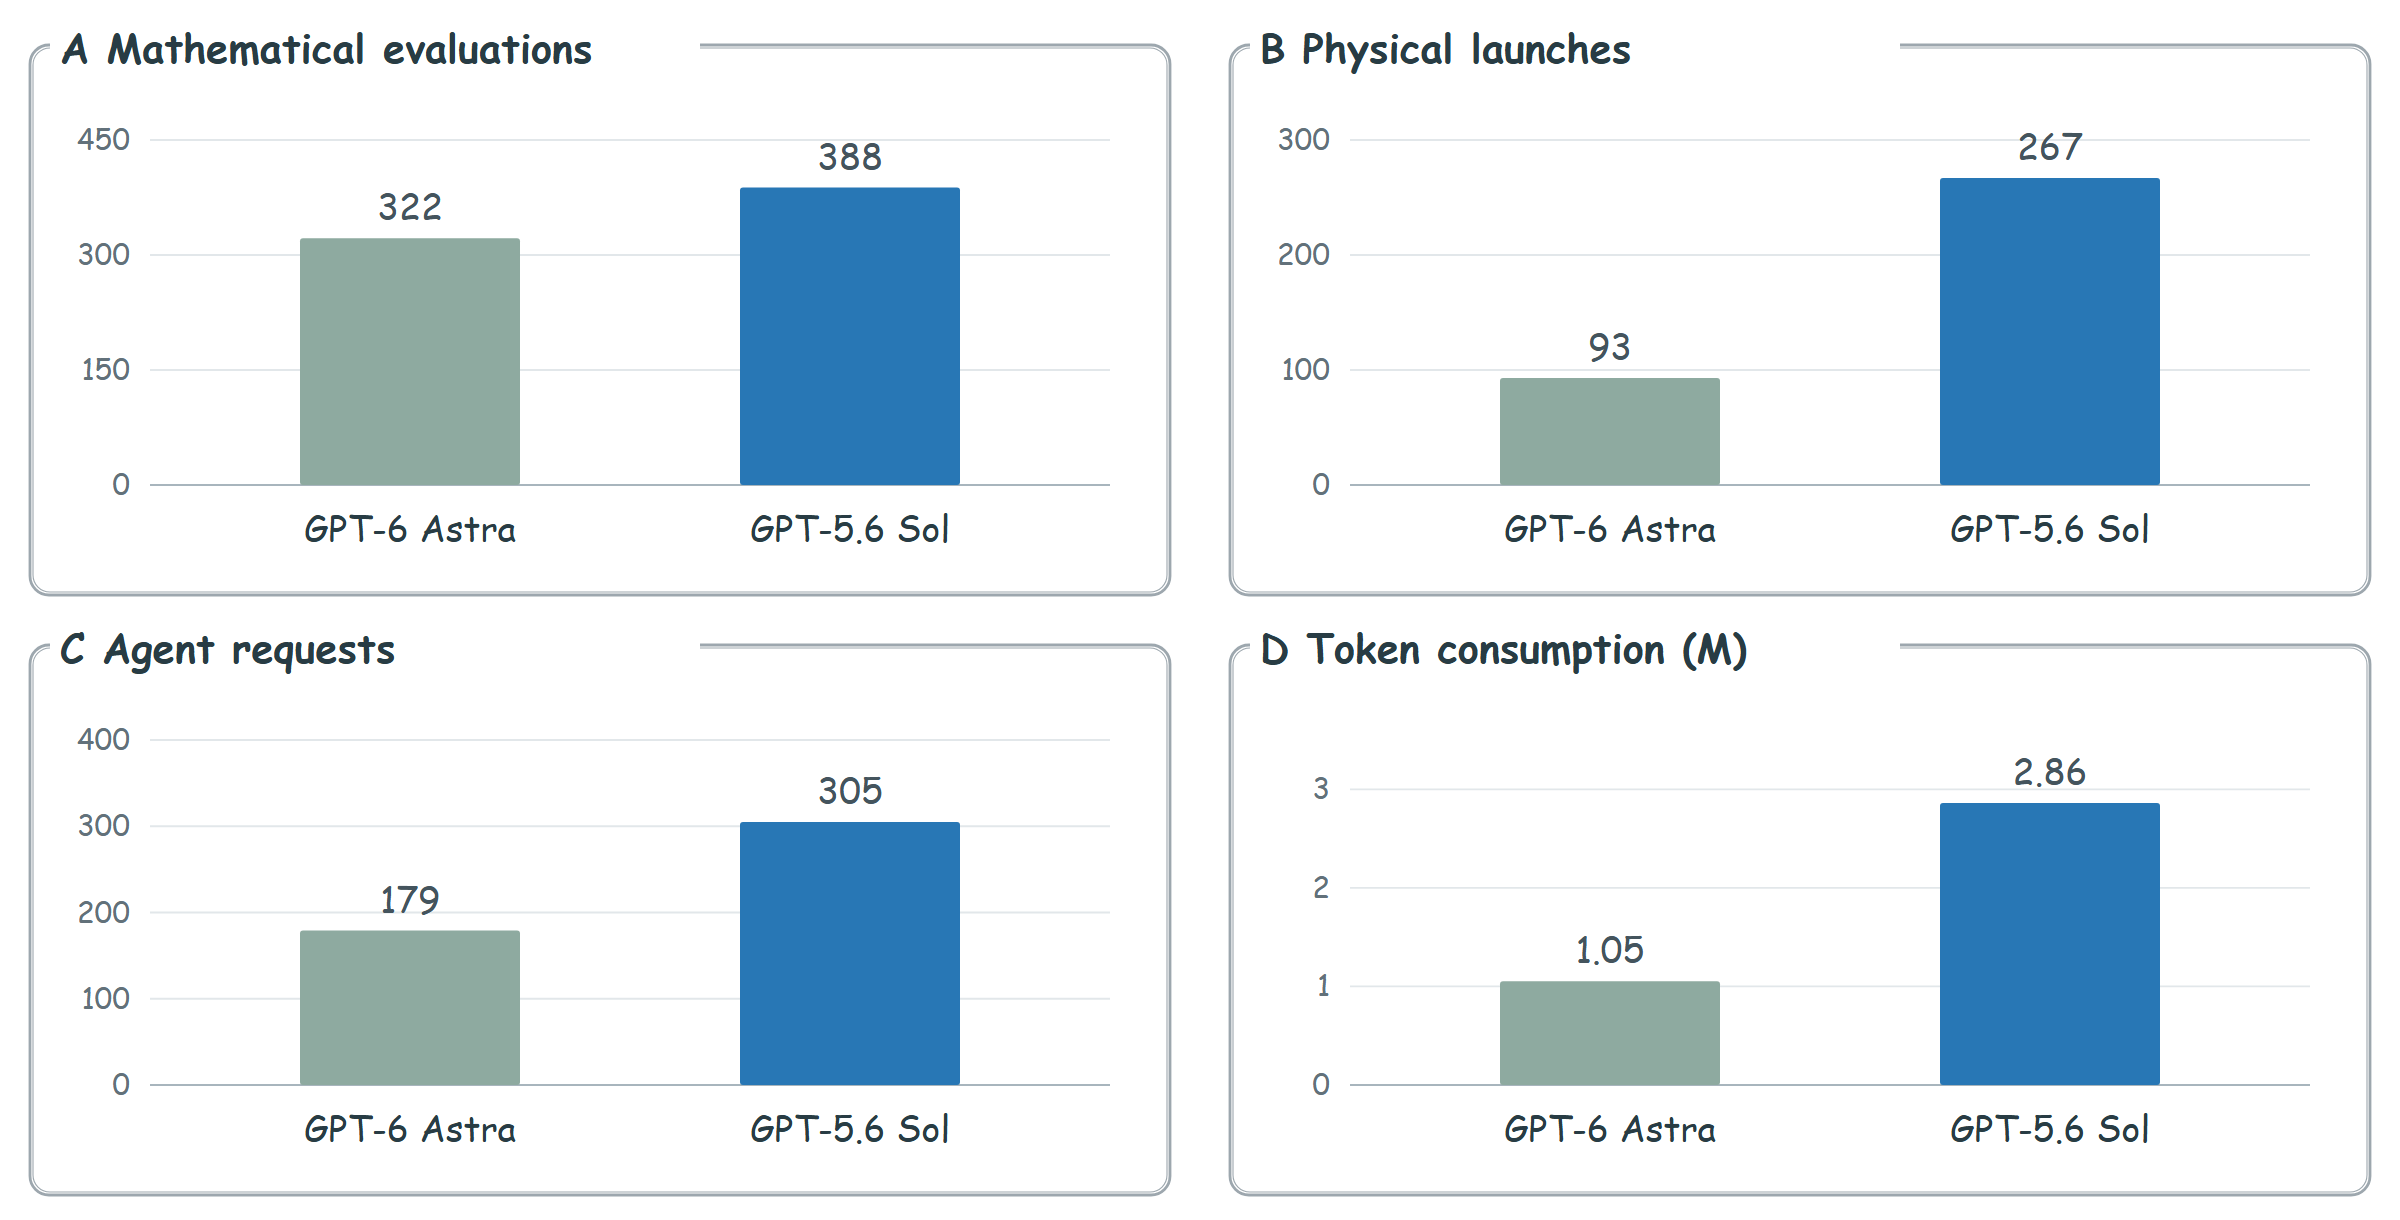 A Mathematical evaluations
450
300
150
0
322
388
GPT-6 Astra
GPT-5.6 Sol
B Physical launches
300
200
100
0
93
267
GPT-6 Astra
GPT-5.6 Sol
C Agent requests
400
300
200
100
0
179
305
GPT-6 Astra
GPT-5.6 Sol
D Token consumption (M)
3
2
1
0
1.05
2.86
GPT-6 Astra
GPT-5.6 Sol